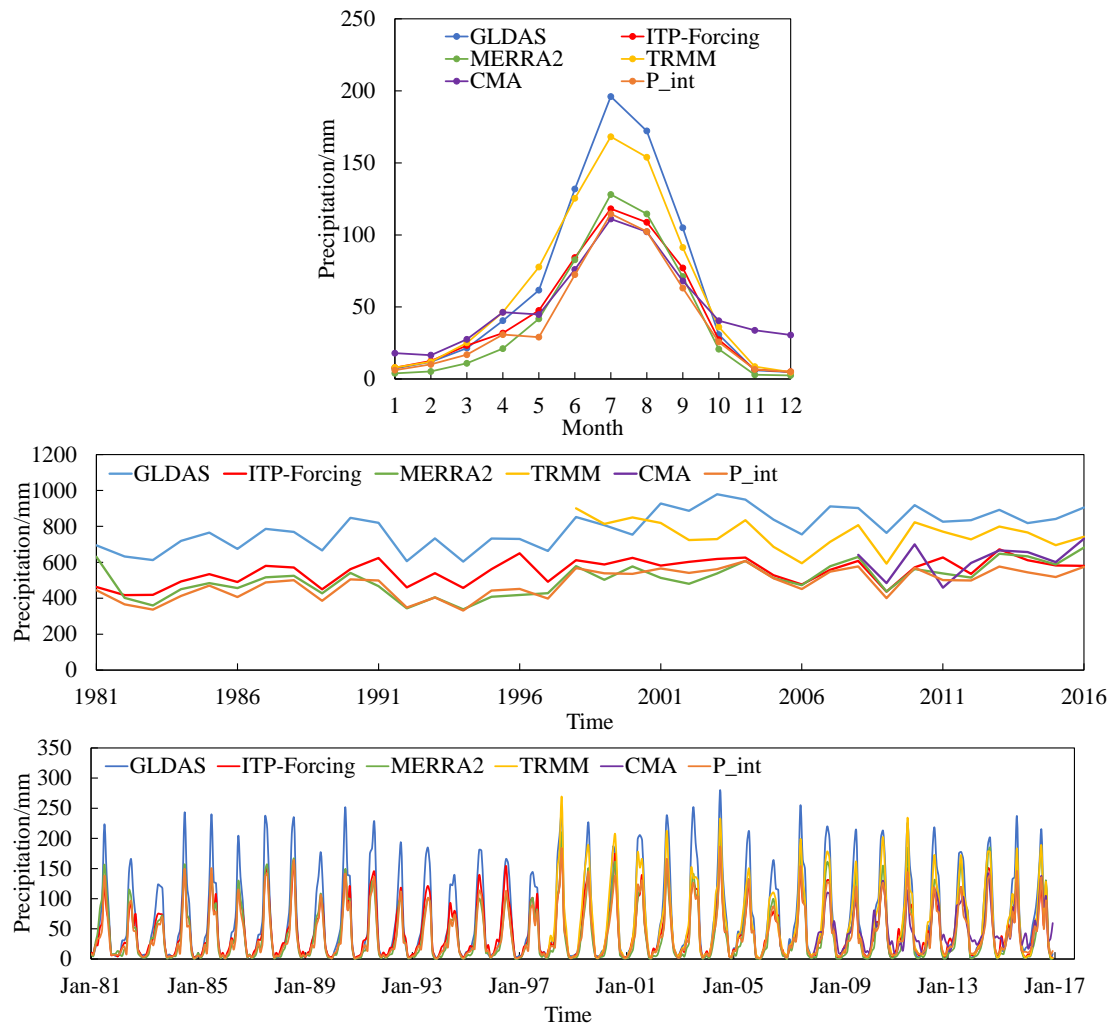 250
200
150
100
50
0
Precipitation/mm
GLDAS ITP-Forcing
MERRA2 TRMM
CMA P_int
1 2 3 4 5 6 7 8 9 10 11 12
Month
1200
1000
800
600
400
200
0
Precipitation/mm
GLDAS ITP-Forcing MERRA2 TRMM CMA P_int
1981 1986 1991 1996 2001 2006 2011 2016
Time
350
300
250
200
150
100
50
0
Precipitation/mm
GLDAS ITP-Forcing MERRA2 TRMM CMA P_int
Jan-81 Jan-85 Jan-89 Jan-93 Jan-97 Jan-01 Jan-05 Jan-09 Jan-13 Jan-17
Time